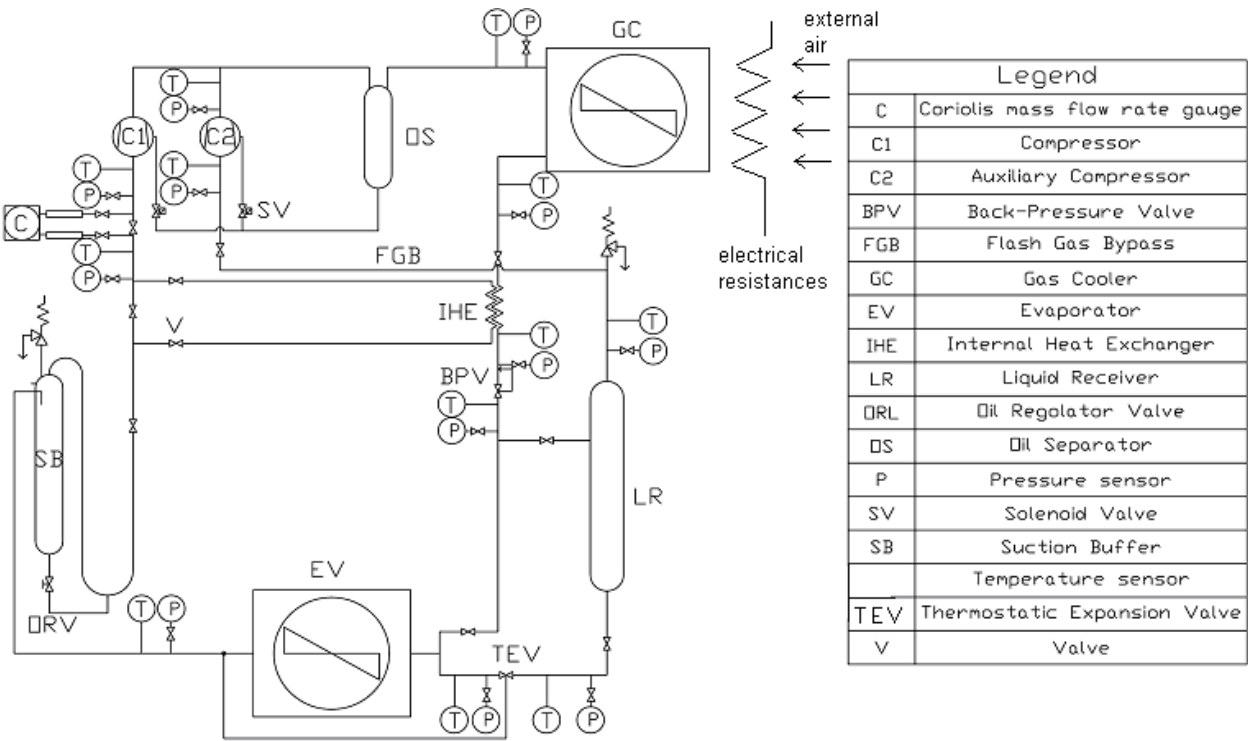 T P
GC
external
air
T
P
C1
C2
OS
T
P
T
P
T
P
C
SV
T
P
FGB
electrical
resistances
IHE
V
T
P
T
P
BPV
T
P
SB
LR
EV
ORV
T P
TEV
T P T P
Legend
C Coriolis mass flow rate gauge
C1 Compressor
C2 Auxiliary Compressor
BPV Back-Pressure Valve
FGB Flash Gas Bypass
GC Gas Cooler
EV Evaporator
IHE Internal Heat Exchanger
LR Liquid Receiver
ORL Oil Regolator Valve
OS Oil Separator
P Pressure sensor
SV Solenoid Valve
SB Suction Buffer
Temperature sensor
TEV Thermostatic Expansion Valve
V Valve